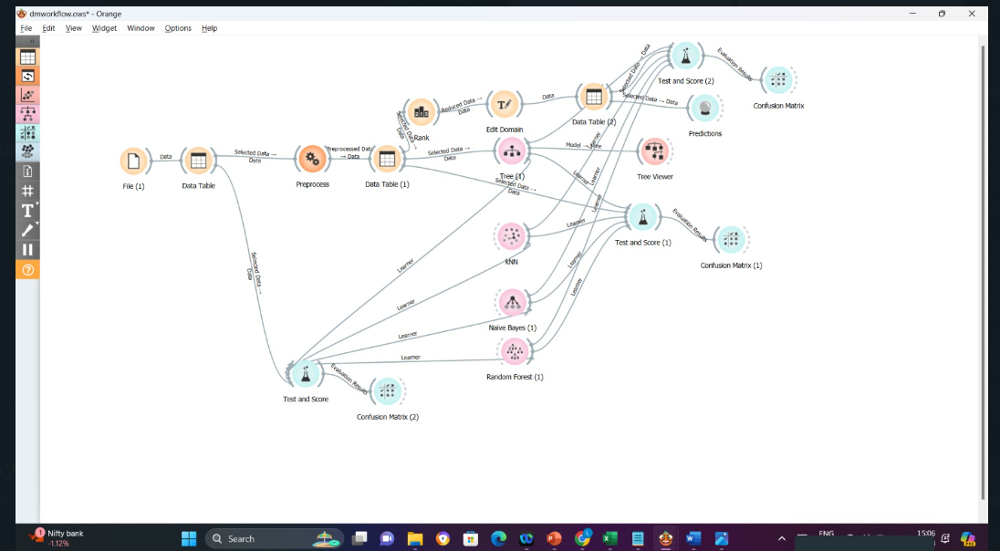 dmworkflow.ows* - Orange
File Edit View Widget Window Options Help
File (1)
Data
Data Table
Selected Data →
Data
Preprocess
Preprocessed Data
→ Data
Data Table (1)
Selected Data →
Data
Rank
Reduced Data →
Data
Edit Domain
Data
Data Table (2)
Selected Data → Data
Test and Score (2)
Evaluation Results
Confusion Matrix
Selected Data → Data
Predictions
Selected Data →
Data
Tree (1)
Model → Tree
Tree Viewer
Selected Data →
Data
Learner
Learner
Learner
Learner
Test and Score (1)
Evaluation Results
Confusion Matrix (1)
kNN
Learner
Learner
Learner
Naive Bayes (1)
Random Forest (1)
Selected Data →
Data
Learner
Learner
Learner
Learner
Test and Score
Evaluation Results
Confusion Matrix (2)
1
Nifty bank
-1.12%
Search
ENG
15:06